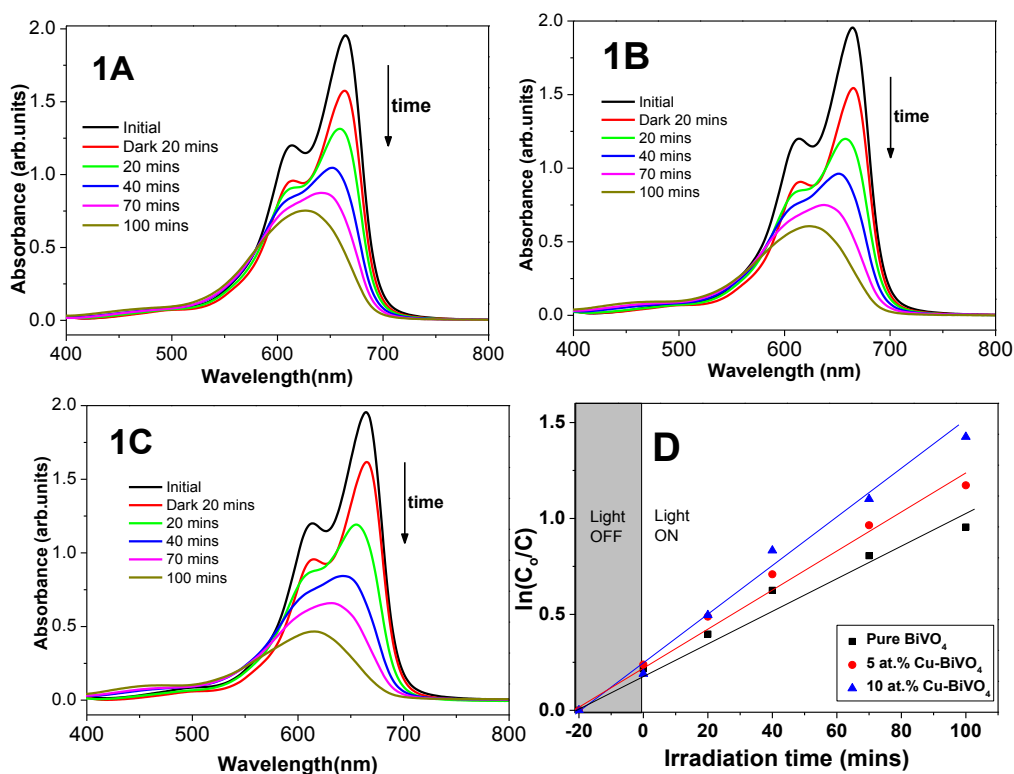 1A
2.0
1.5
1.0
0.5
0.0
Absorbance (arb.units)
Initial
Dark 20 mins
20 mins
40 mins
70 mins
100 mins
time
400 500 600 700 800
Wavelength(nm)
1B
2.0
1.5
1.0
0.5
0.0
Absorbance (arb.units)
Initial
Dark 20 mins
20 mins
40 mins
70 mins
100 mins
time
400 500 600 700 800
Wavelength (nm)
1C
2.0
1.5
1.0
0.5
0.0
Absorbance (arb.units)
Initial
Dark 20 mins
20 mins
40 mins
70 mins
100 mins
time
400 500 600 700 800
Wavelength(nm)
D
1.5
1.0
0.5
0.0
ln(C₀/C)
Light
OFF
Light
ON
Pure BiVO₄
5 at.% Cu-BiVO₄
10 at.% Cu-BiVO₄
-20 0 20 40 60 80 100
Irradiation time (mins)